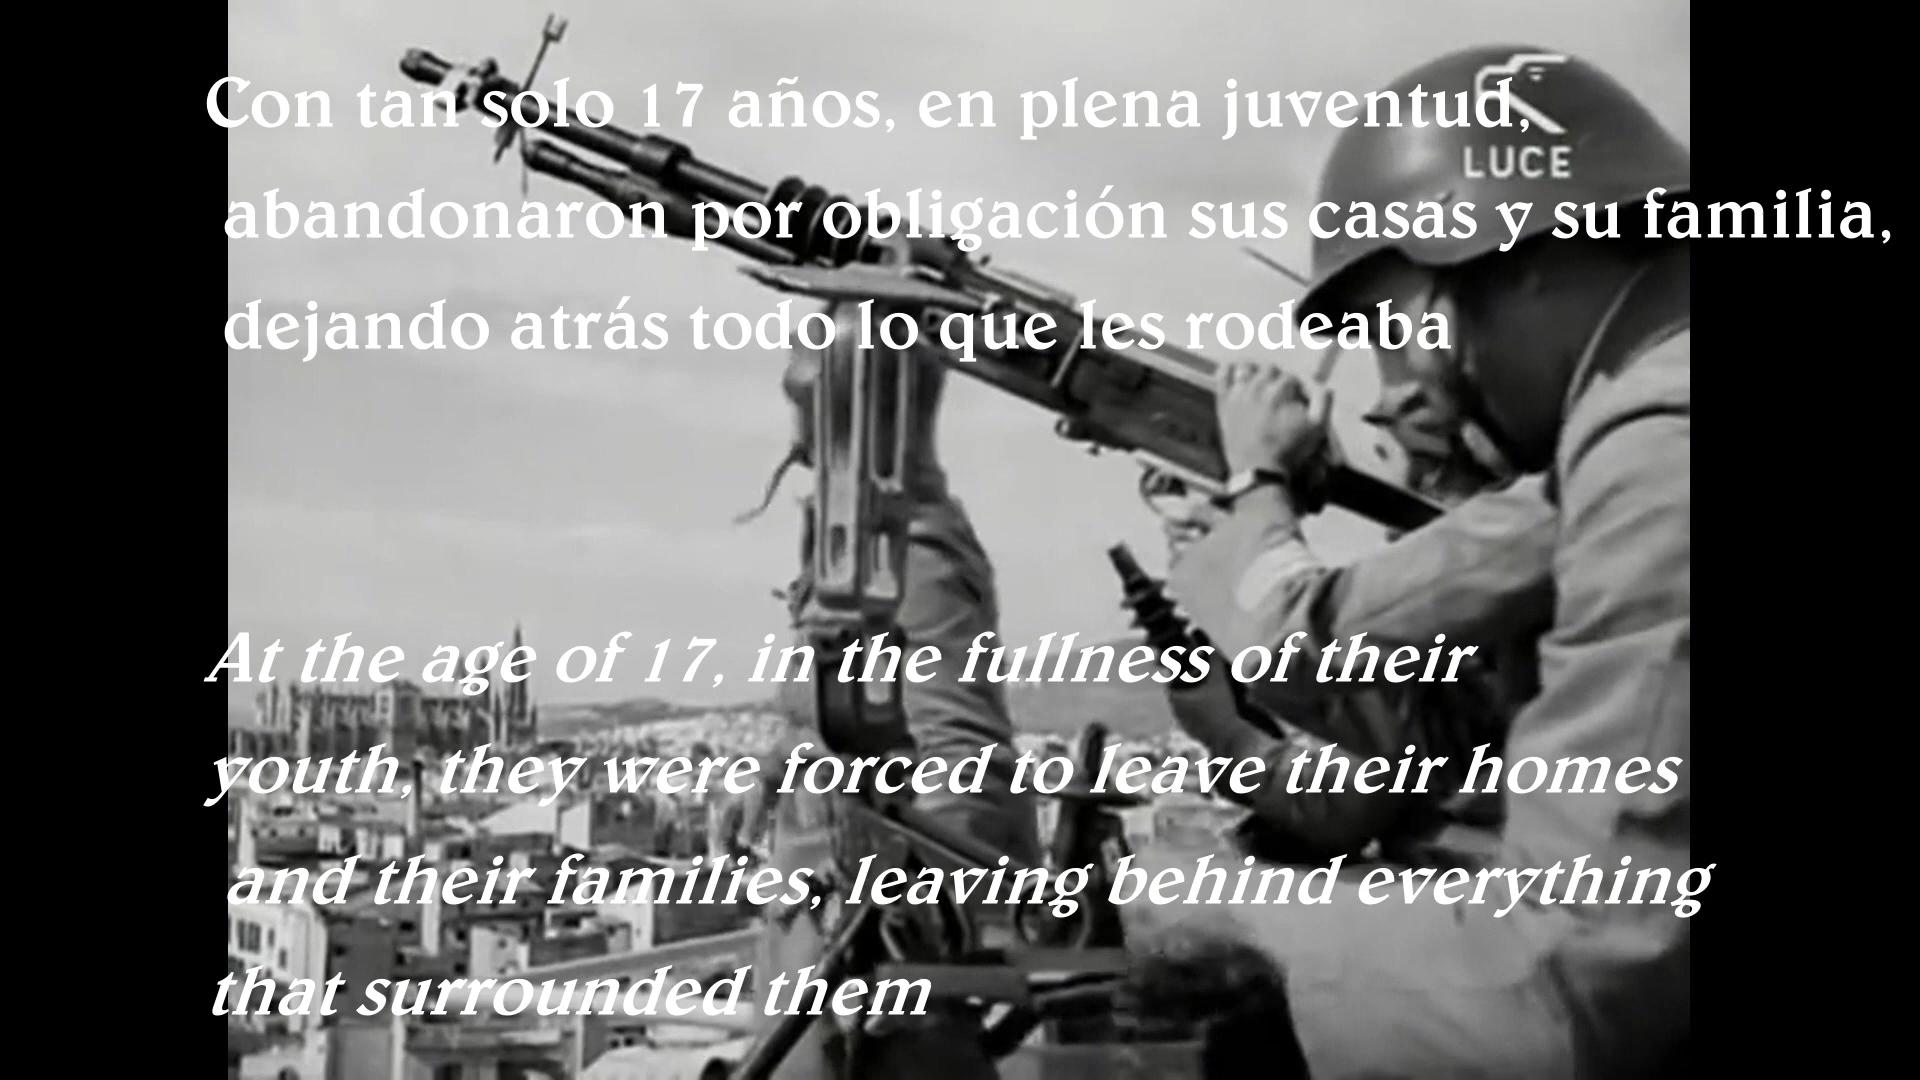 Con tan solo 17 años, en plena juventud,
LUCE
abandonaron por obligación sus casas y su familia,
dejando atrás todo lo que les rodeaba
At the age of 17, in the fullness of their
youth, they were forced to leave their homes
and their families, leaving behind everything
that surrounded them